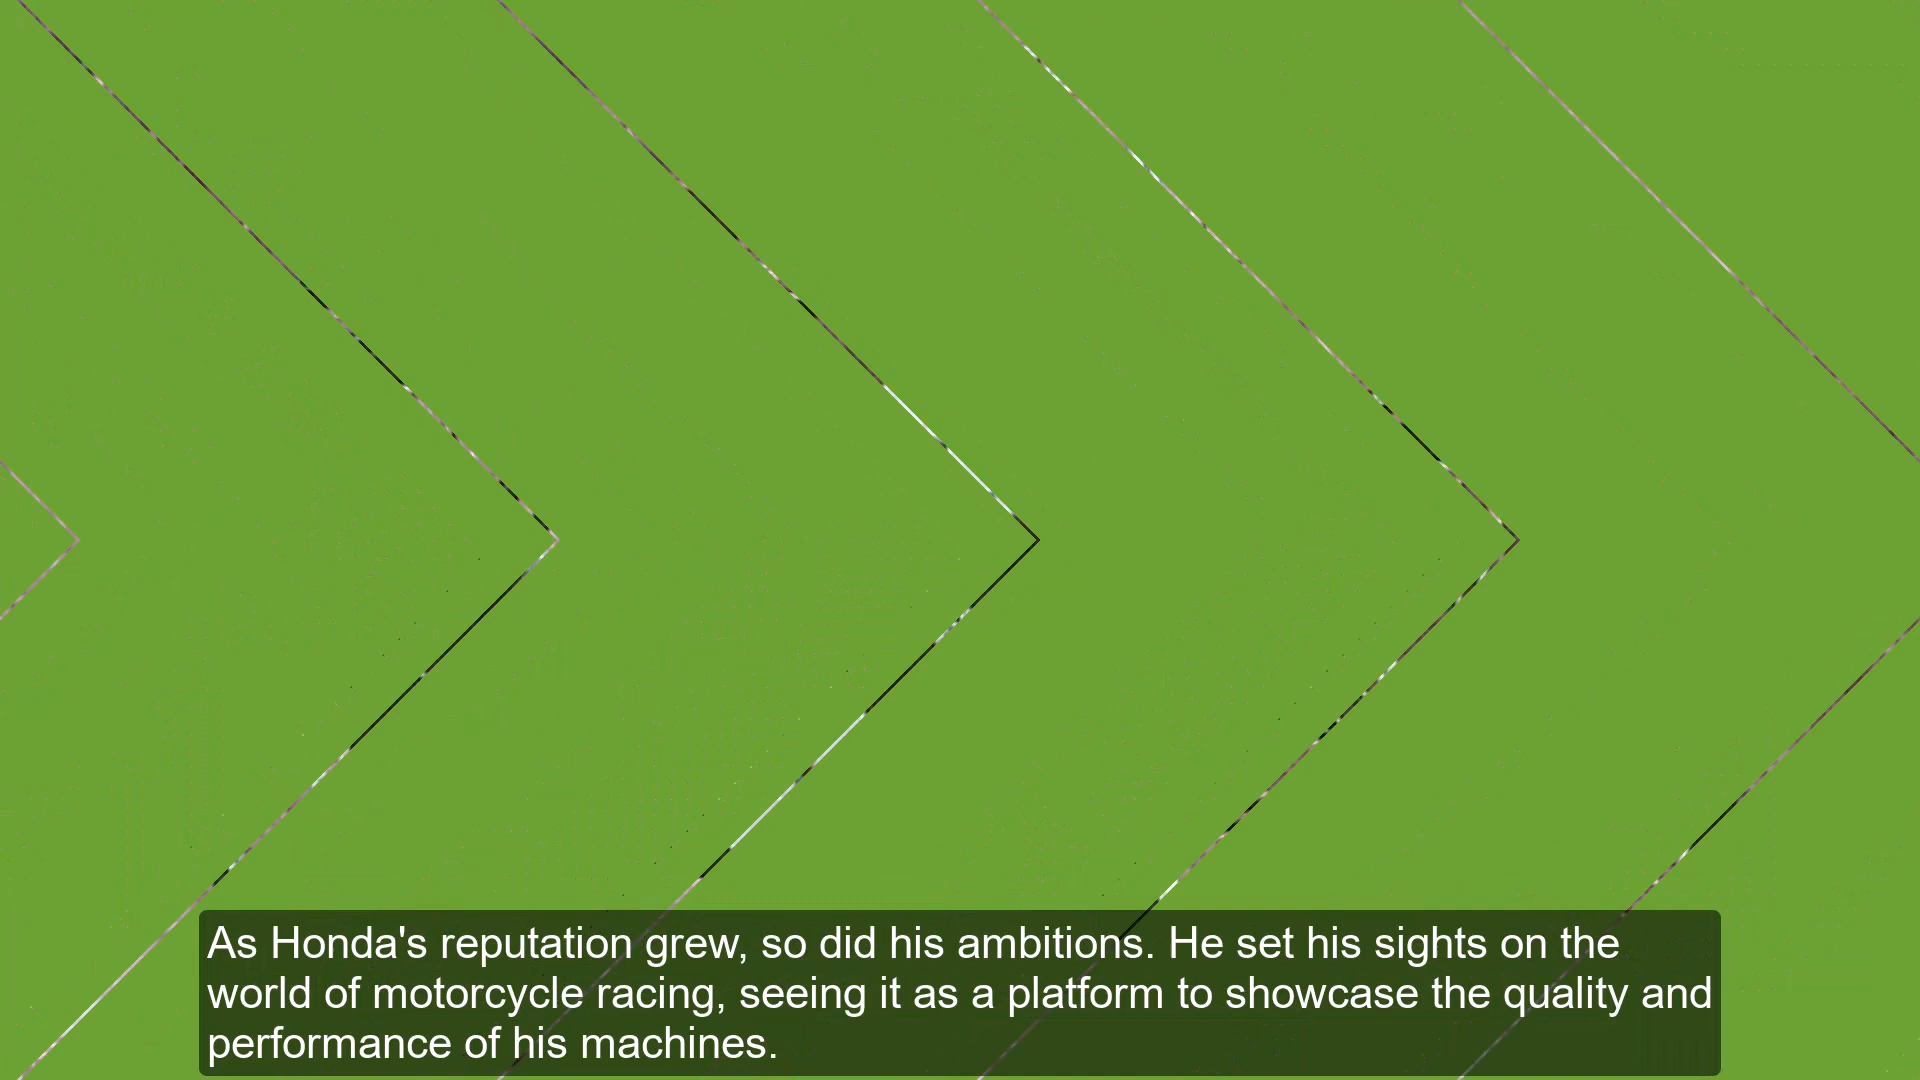 As Honda's reputation grew, so did his ambitions. He set his sights on the
world of motorcycle racing, seeing it as a platform to showcase the quality and
performance of his machines.